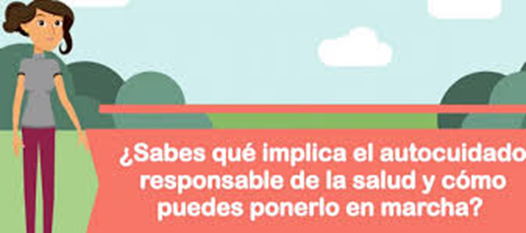 ¿Sabes qué implica el autocuidado
responsable de la salud y cómo
puedes ponerlo en marcha?